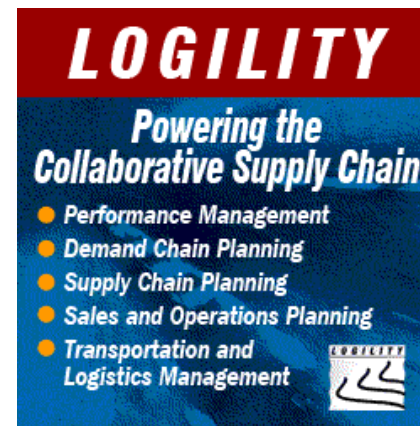 LOGILITY
Powering the
Collaborative Supply Chain
Performance Management
Demand Chain Planning
Supply Chain Planning
Sales and Operations Planning
Transportation and
Logistics Management
LOGILITY